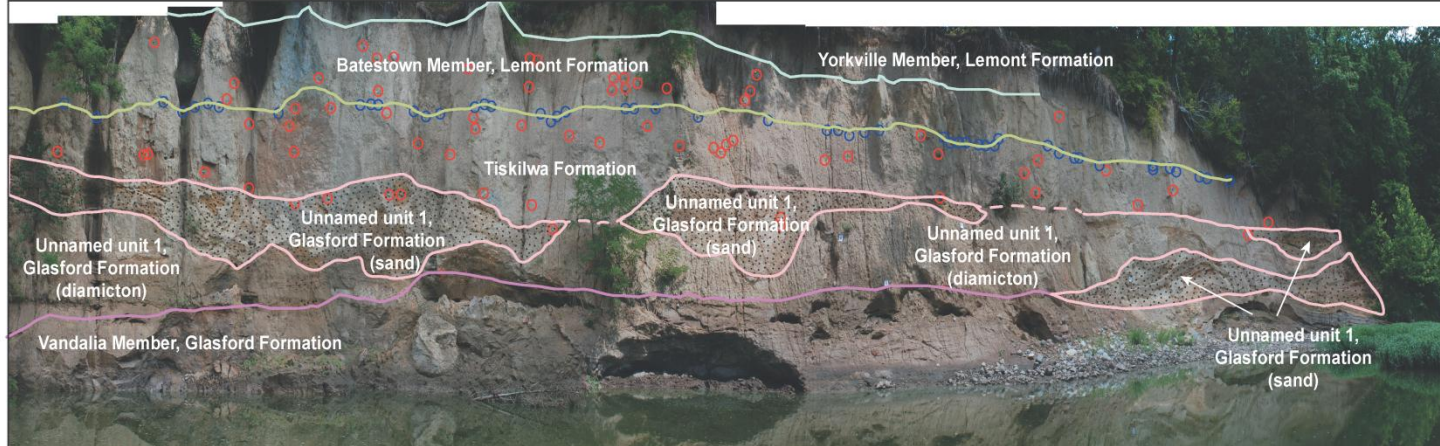 Batestown Member, Lemont Formation
Yorkville Member, Lemont Formation
Tiskilwa Formation
Unnamed unit 1,
Glasford Formation
(diamicton)
Unnamed unit 1,
Glasford Formation
(sand)
Unnamed unit 1,
Glasford Formation
(sand)
Unnamed unit 1,
Glasford Formation
(diamicton)
Unnamed unit 1,
Glasford Formation
(sand)
Vandalia Member, Glasford Formation